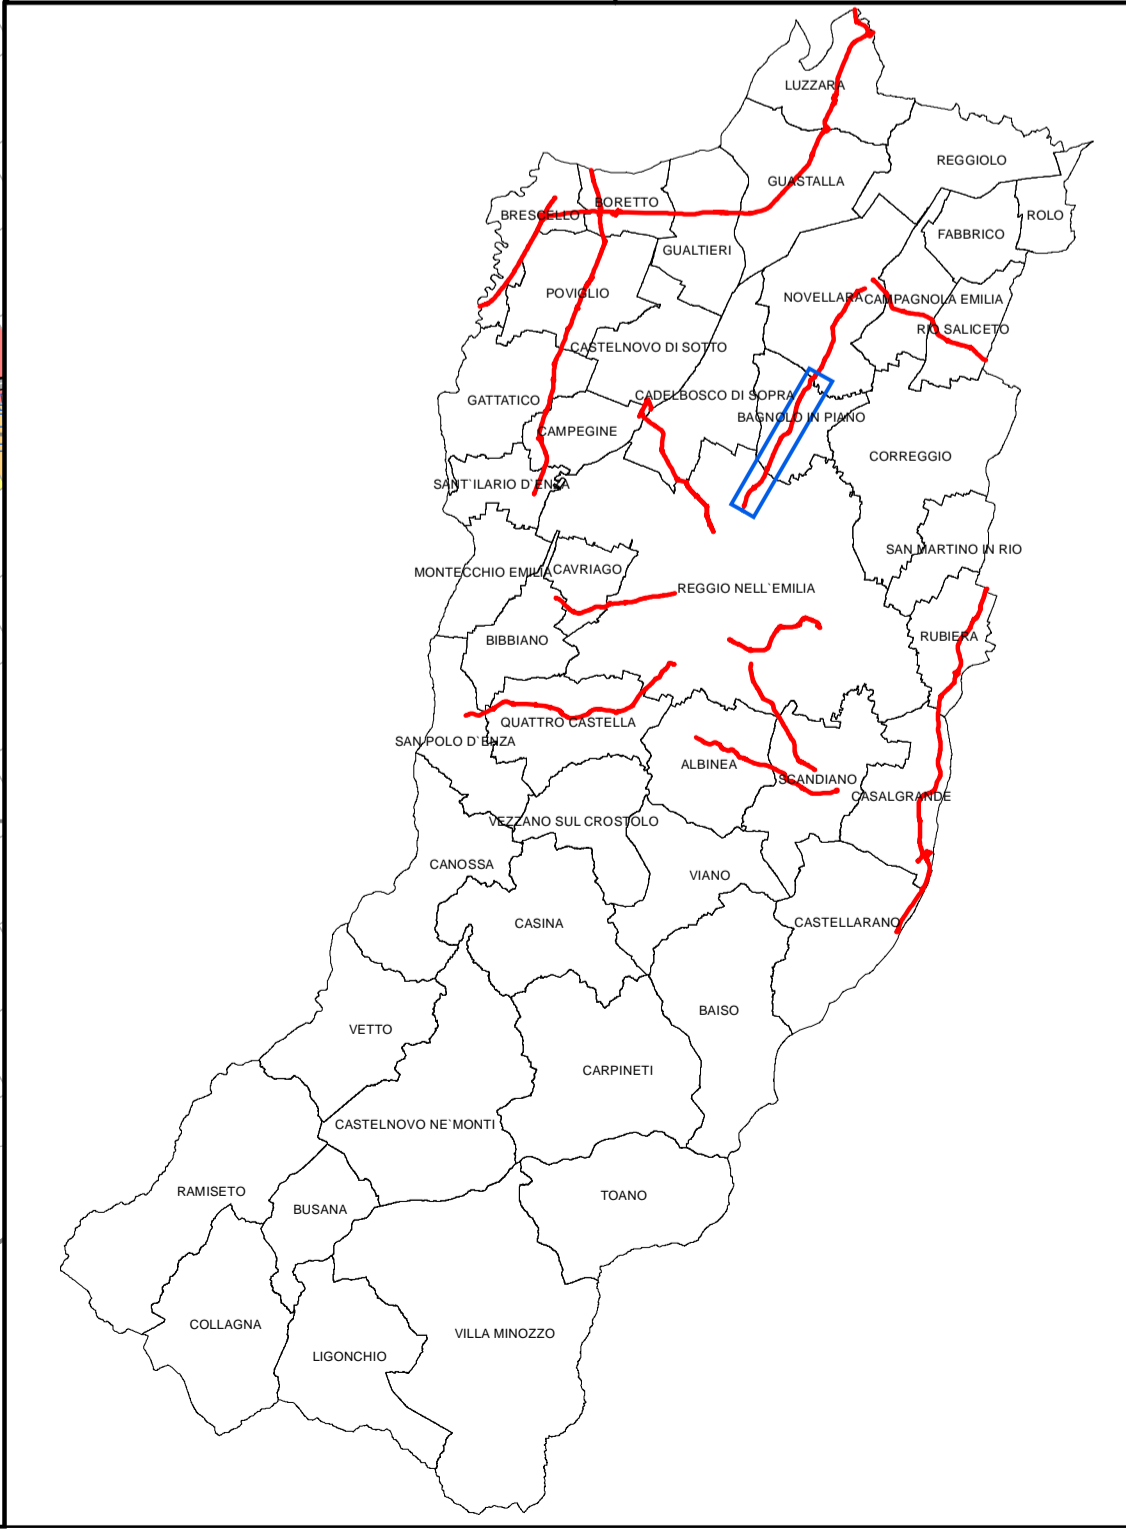 LUZZARA
REGGIOLO
GUASTALLA
BORETTO
BRESCELLO
ROLO
FABBRICO
GUALTIERI
POVIGLIO
NOVELLARA
CAMPAGNOLA EMILIA
RIO SALICETO
CASTELNOVO DI SOTTO
CADELBOSCO DI SOPRA
GATTATICO
BAGNOLO IN PIANO
CAMPEGINE
CORREGGIO
SANT`ILARIO D`ENZA
SAN MARTINO IN RIO
MONTECCHIO EMILIA
CAVRIAGO
REGGIO NELL`EMILIA
RUBIERA
BIBBIANO
QUATTRO CASTELLA
SAN POLO D`ENZA
ALBINEA
SCANDIANO
CASALGRANDE
VEZZANO SUL CROSTOLO
CANOSSA
VIANO
CASINA
CASTELLARANO
BAISO
VETTO
CARPINETI
CASTELNOVO NE`MONTI
RAMISETO
TOANO
BUSANA
COLLAGNA
VILLA MINOZZO
LIGONCHIO